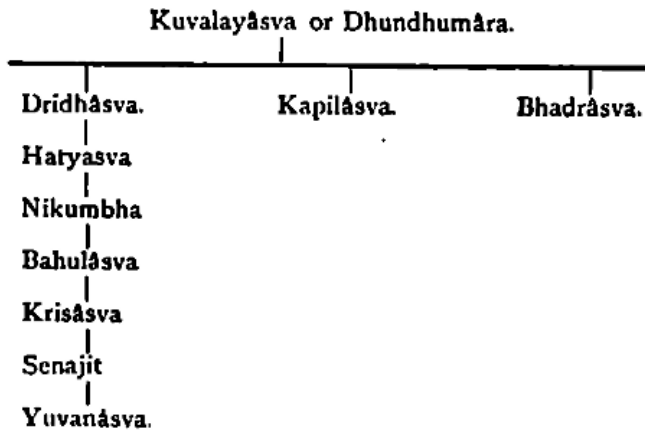 Kuvalayâsva or Dhundhumâra.
Dridhâsva. Kapilâsva. Bhadrâsva.
Hatyasva
Nikumbha
Bahulâsva
Krisâsva
Senajit
Yuvanâsva.